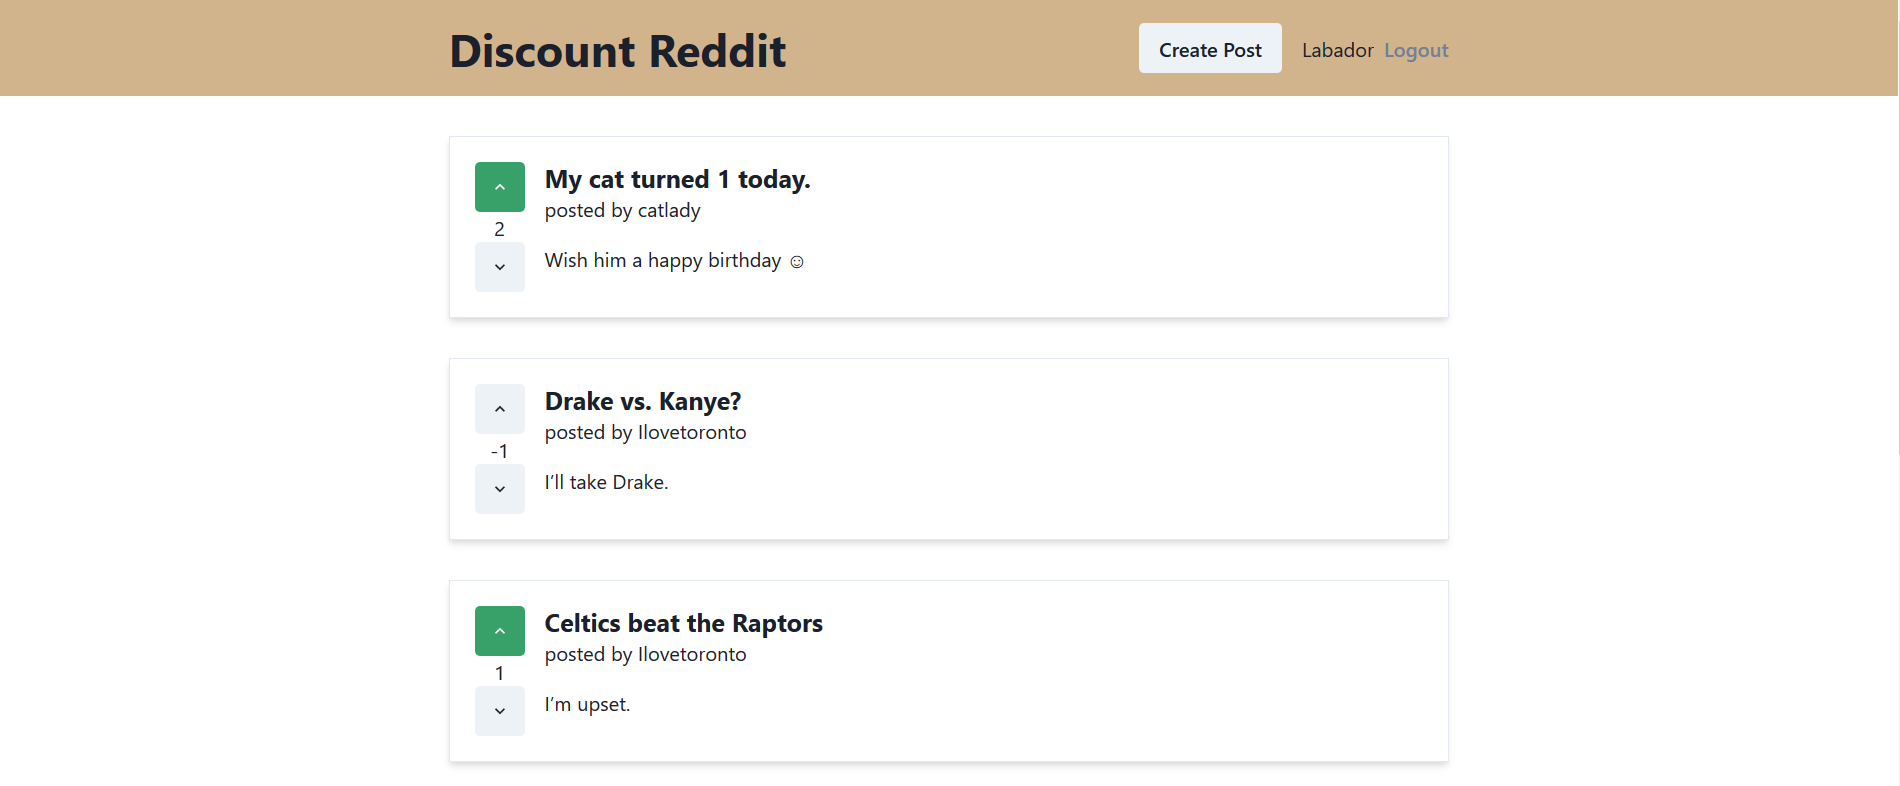 Discount Reddit
Create Post
Labador Logout
My cat turned 1 today.
posted by catlady
2
Wish him a happy birthday ☺
Drake vs. Kanye?
posted by Ilovetoronto
-1
I'll take Drake.
Celtics beat the Raptors
posted by Ilovetoronto
1
I'm upset.